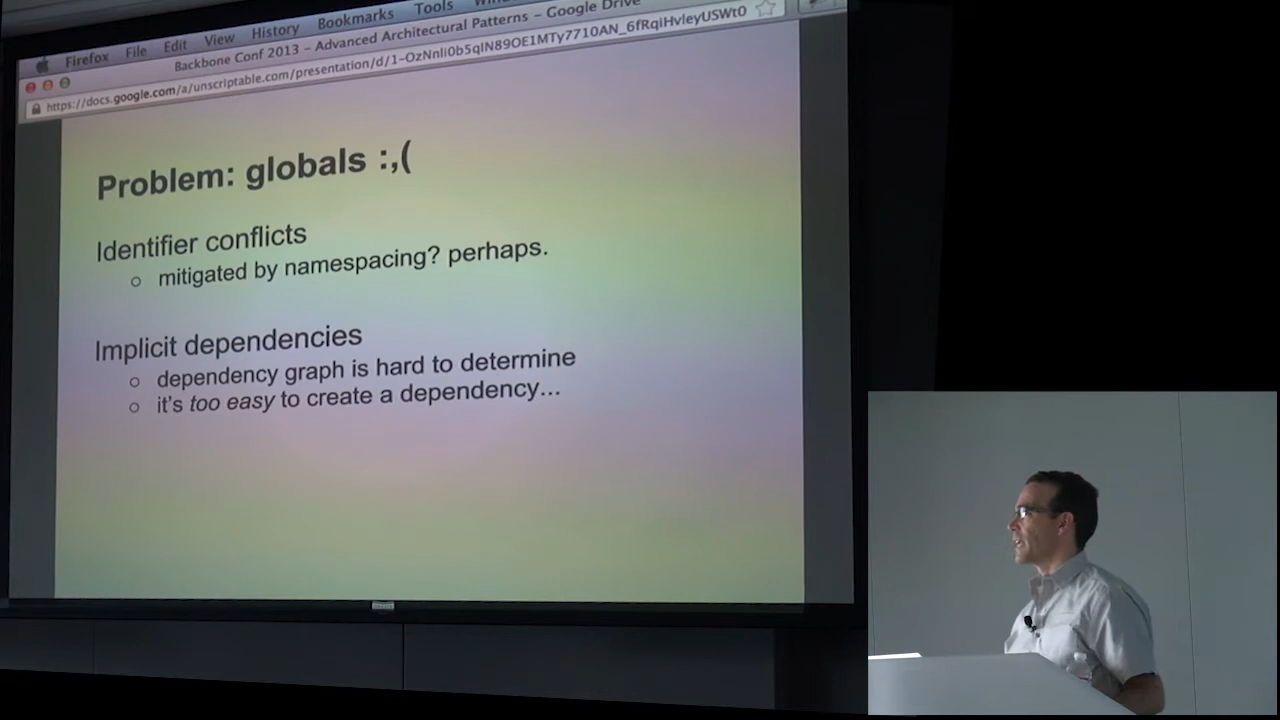 Firefox File Edit View History Bookmarks Tools
Backbone Conf 2013 – Advanced Architectural Patterns – Google Drive
https://docs.google.com/a/unscriptable.com/presentation/d/
Problem: globals :,(
Identifier conflicts
○ mitigated by namespacing? perhaps.
Implicit dependencies
○ dependency graph is hard to determine
○ it's too easy to create a dependency...